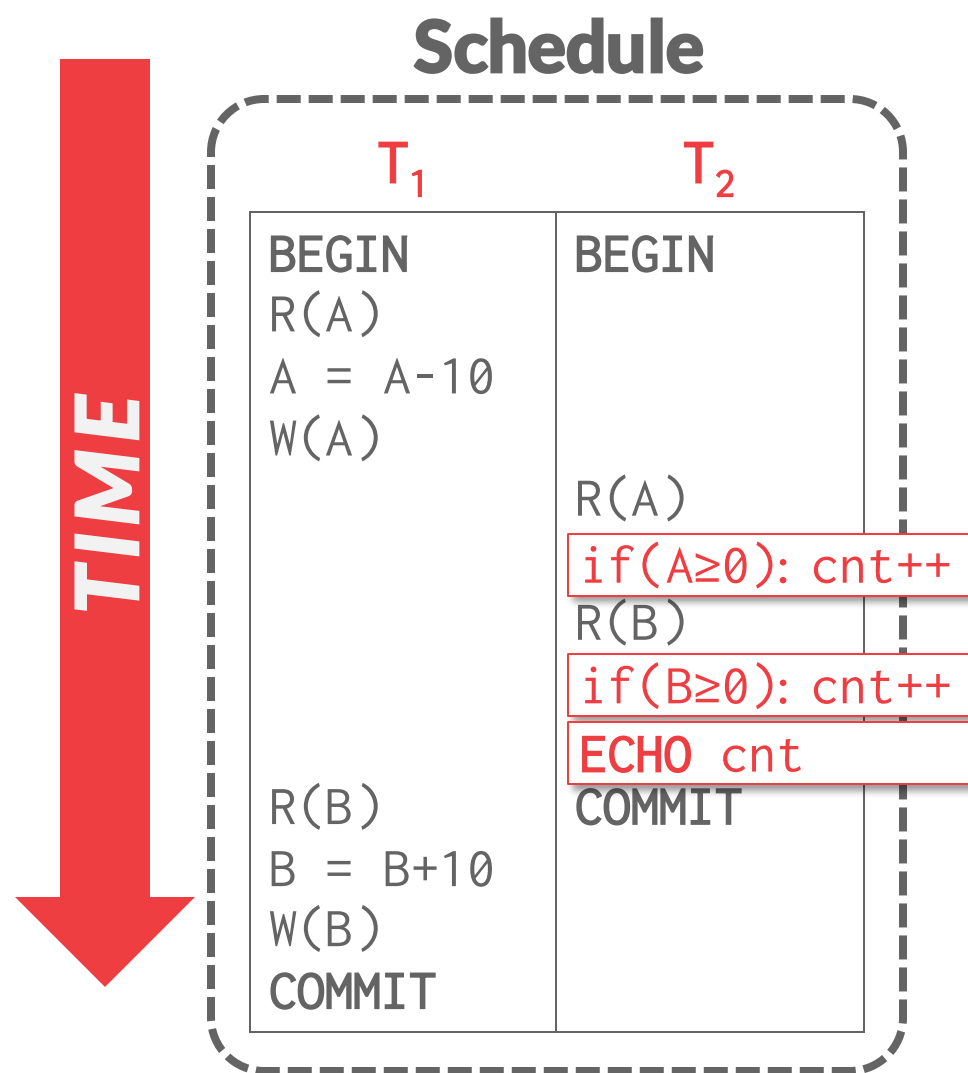 Schedule
TIME
T₁ T₂
BEGIN BEGIN
R(A)
A = A-10
W(A)
R(A)
if(A≥0): cnt++
R(B)
if(B≥0): cnt++
ECHO cnt
R(B) COMMIT
B = B+10
W(B)
COMMIT